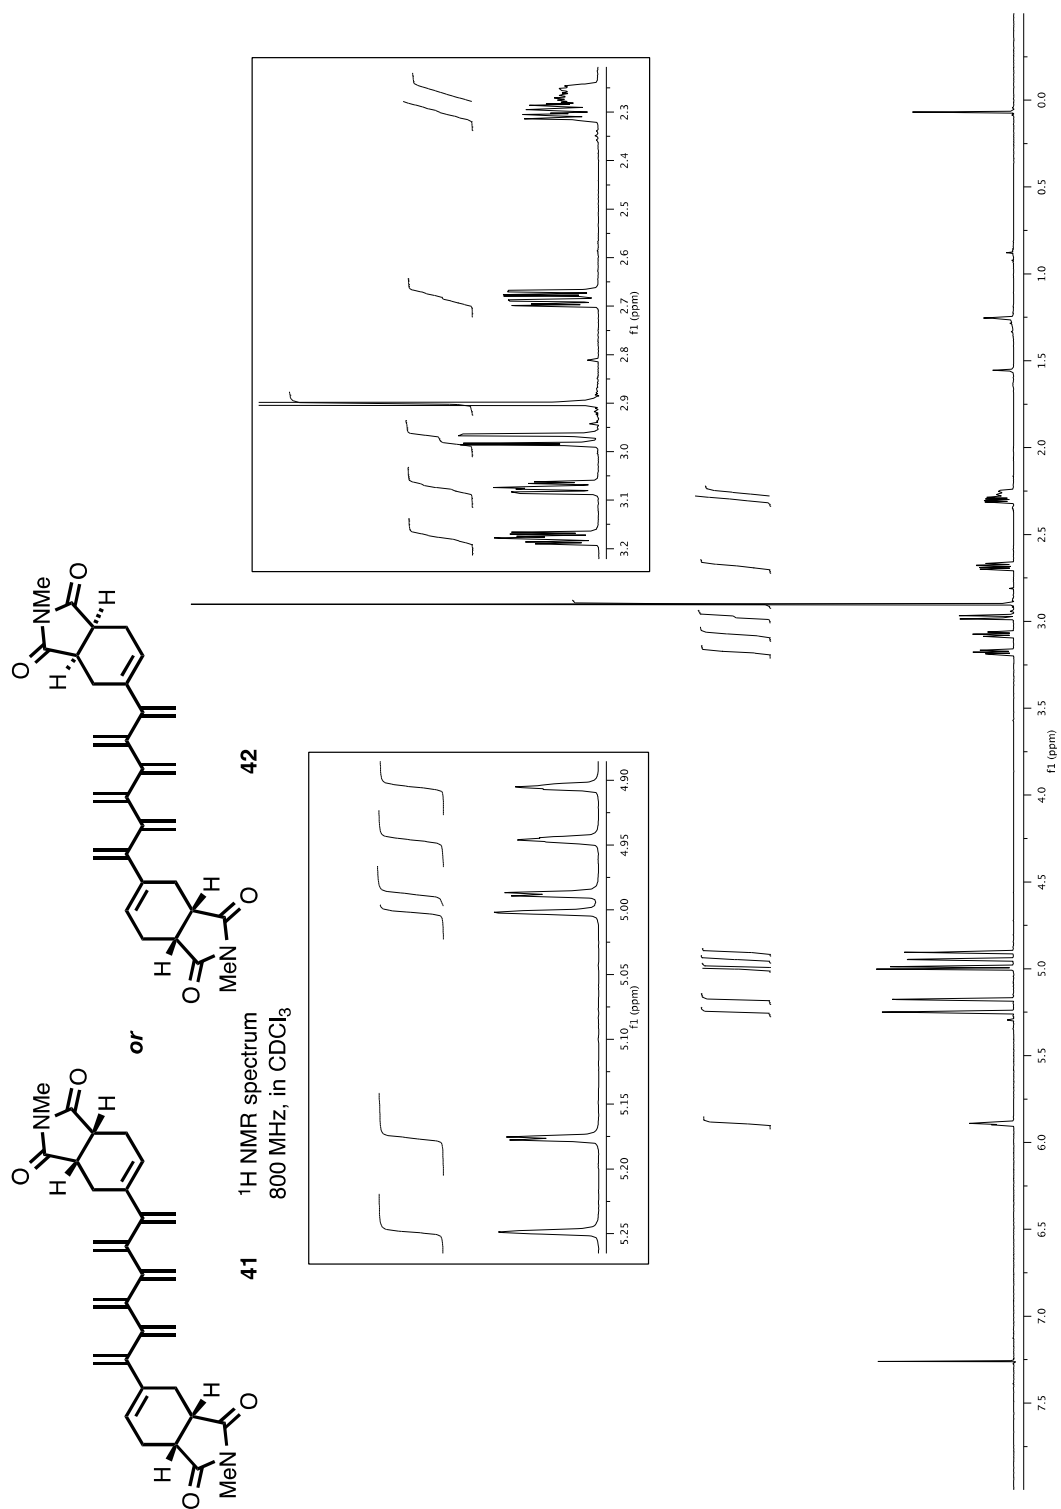 O
NMe
H
O
H
H
O
H
MeN
O
41
or
O
NMe
H
O
H
H
O
H
MeN
O
42
¹H NMR spectrum
800 MHz, in CDCl₃
3.2 3.1 3.0 2.9 2.8 2.7 2.6 2.5 2.4 2.3
f1 (ppm)
5.25 5.20 5.15 5.10 5.05 5.00 4.95 4.90
f1 (ppm)
7.5 7.0 6.5 6.0 5.5 5.0 4.5 4.0 3.5 3.0 2.5 2.0 1.5 1.0 0.5 0.0
f1 (ppm)